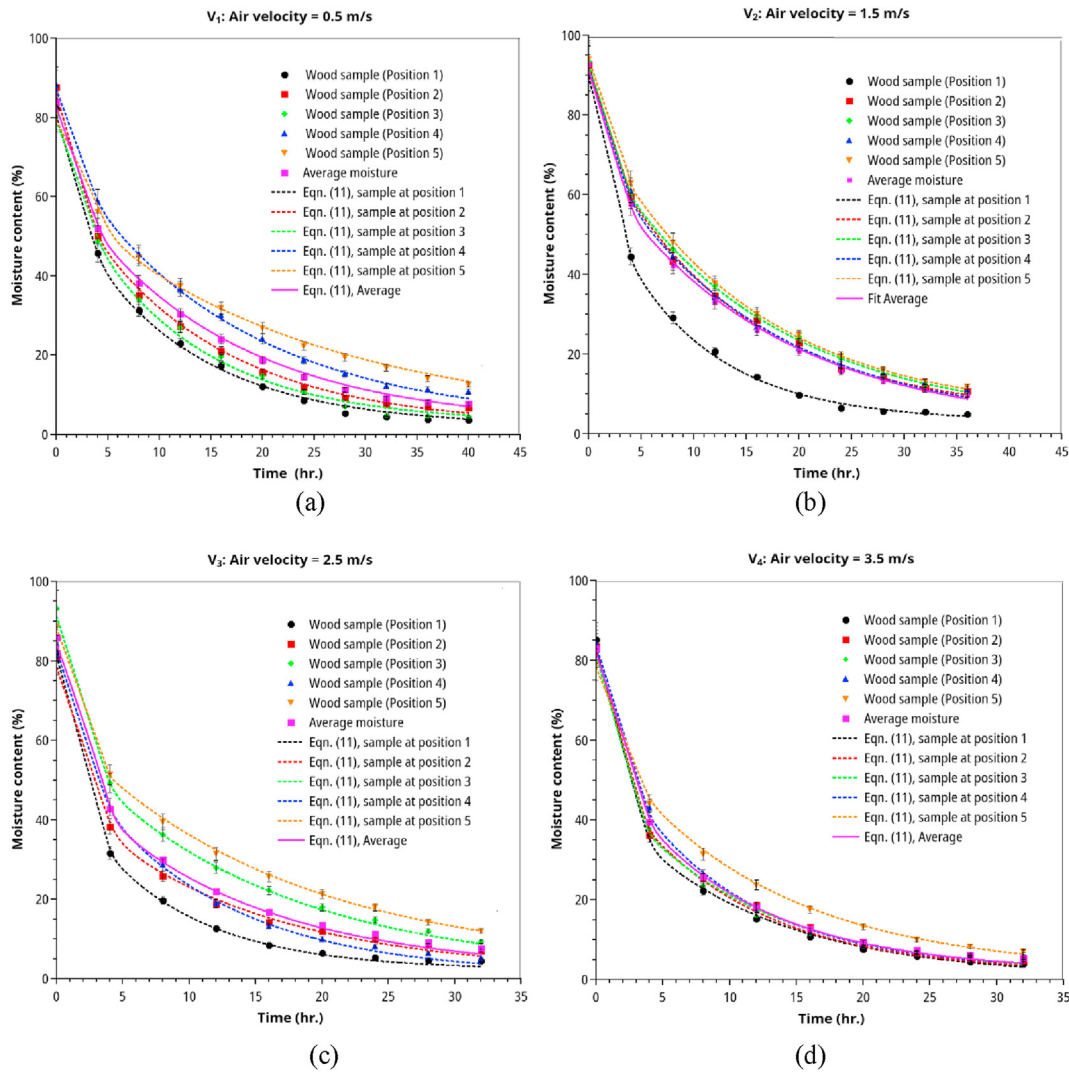 V₁: Air velocity = 0.5 m/s
100
80
60
40
20
0
Moisture content (%)
Wood sample (Position 1)
Wood sample (Position 2)
Wood sample (Position 3)
Wood sample (Position 4)
Wood sample (Position 5)
Average moisture
Eqn. (11), sample at position 1
Eqn. (11), sample at position 2
Eqn. (11), sample at position 3
Eqn. (11), sample at position 4
Eqn. (11), sample at position 5
Eqn. (11), Average
0 5 10 15 20 25 30 35 40 45
Time (hr.)
(a)
V₂: Air velocity = 1.5 m/s
100
80
60
40
20
0
Moisture content (%)
Wood sample (Position 1)
Wood sample (Position 2)
Wood sample (Position 3)
Wood sample (Position 4)
Wood sample (Position 5)
Average moisture
Eqn. (11), sample at position 1
Eqn. (11), sample at position 2
Eqn. (11), sample at position 3
Eqn. (11), sample at position 4
Eqn. (11), sample at position 5
Fit Average
0 5 10 15 20 25 30 35 40 45
Time (hr.)
(b)
V₃: Air velocity = 2.5 m/s
100
80
60
40
20
0
Moisture content (%)
Wood sample (Position 1)
Wood sample (Position 2)
Wood sample (Position 3)
Wood sample (Position 4)
Wood sample (Position 5)
Average moisture
Eqn. (11), sample at position 1
Eqn. (11), sample at position 2
Eqn. (11), sample at position 3
Eqn. (11), sample at position 4
Eqn. (11), sample at position 5
Eqn. (11), Average
0 5 10 15 20 25 30 35
Time (hr.)
(c)
V₄: Air velocity = 3.5 m/s
100
80
60
40
20
0
Moisture content (%)
Wood sample (Position 1)
Wood sample (Position 2)
Wood sample (Position 3)
Wood sample (Position 4)
Wood sample (Position 5)
Average moisture
Eqn. (11), sample at position 1
Eqn. (11), sample at position 2
Eqn. (11), sample at position 3
Eqn. (11), sample at position 4
Eqn. (11), sample at position 5
Eqn. (11), Average
0 5 10 15 20 25 30 35
Time (hr.)
(d)